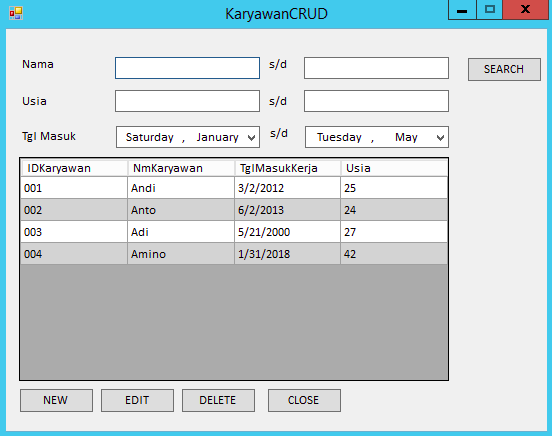 KaryawanCRUD
Nama s/d SEARCH
Usia s/d
Tgl Masuk Saturday , January s/d Tuesday , May
IDKaryawan NmKaryawan TglMasukKerja Usia
001 Andi 3/2/2012 25
002 Anto 6/2/2013 24
003 Adi 5/21/2000 27
004 Amino 1/31/2018 42
NEW EDIT DELETE CLOSE